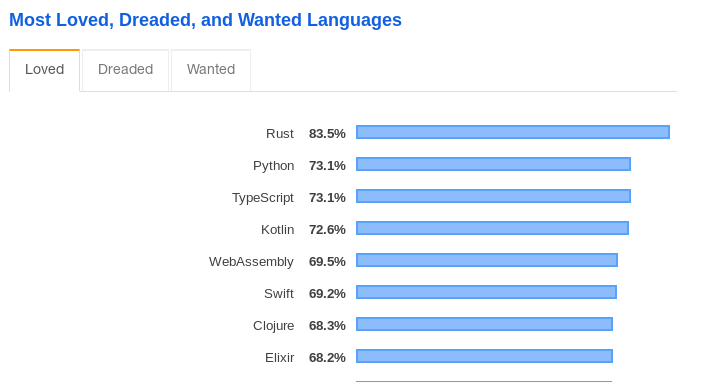 Most Loved, Dreaded, and Wanted Languages
Loved Dreaded Wanted
Rust 83.5%
Python 73.1%
TypeScript 73.1%
Kotlin 72.6%
WebAssembly 69.5%
Swift 69.2%
Clojure 68.3%
Elixir 68.2%